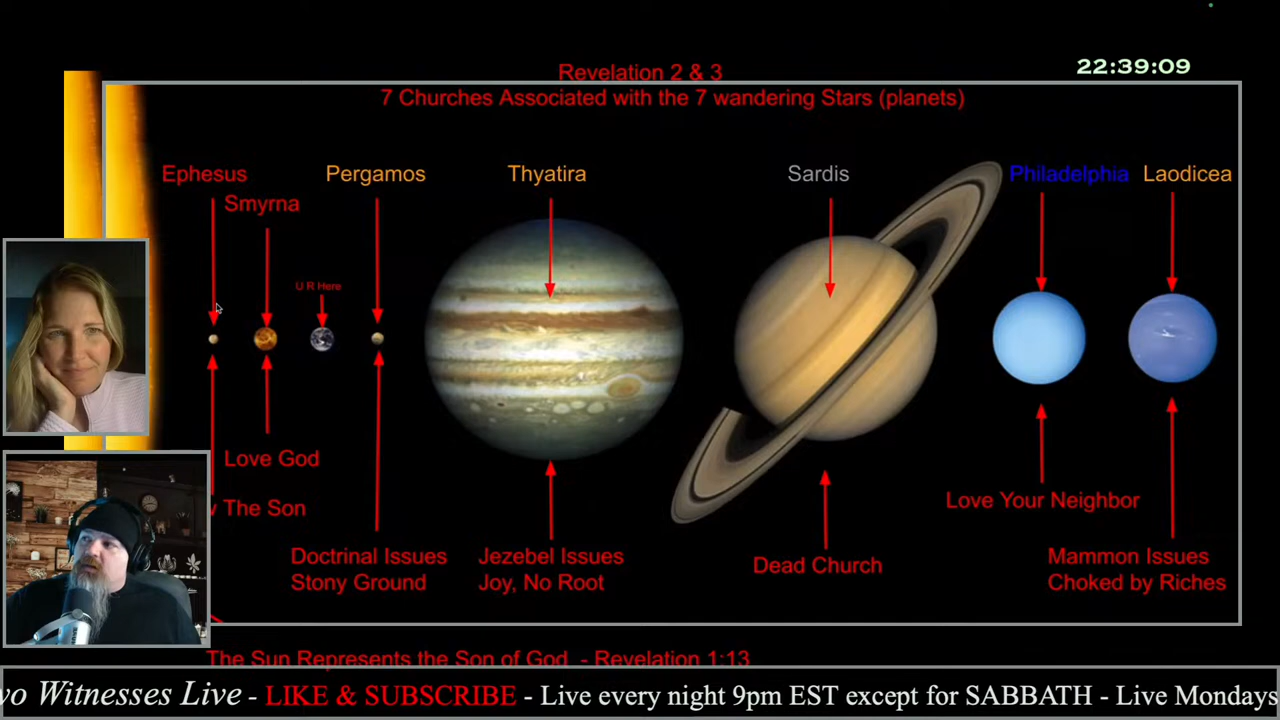 Revelation 2 & 3
22:39:09
7 Churches Associated with the 7 wandering Stars (planets)
Ephesus
Pergamos
Thyatira
Sardis
Philadelphia
Laodicea
Smyrna
U R Here
Love God
The Son
Love Your Neighbor
Doctrinal Issues
Stony Ground
Jezebel Issues
Joy, No Root
Dead Church
Mammon Issues
Choked by Riches
The Sun Represents the Son of God - Revelation 1:13
Witnesses Live - LIKE & SUBSCRIBE - Live every night 9pm EST except for SABBATH - Live Mondays